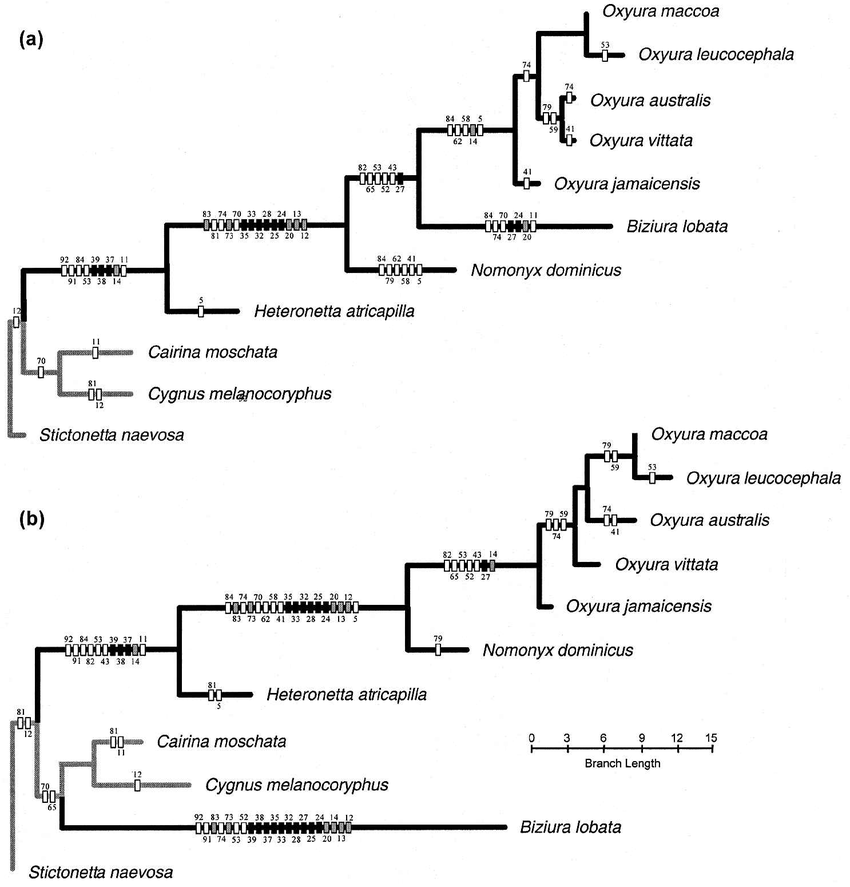 Oxyura maccoa
(a)
53
Oxyura leucocephala
74
74
Oxyura australis
79
59
84 58 5
62 14
41
Oxyura vittata
82 53 43
65 52 27
41
Oxyura jamaicensis
83 74 70 33 28 24 13
73 35 32 25 20 12
84 70 24 11
74 27 20
Biziura lobata
92 84 39 37 11
91 53 38 14
84 62 41
79 58 5
Nomonyx dominicus
12
5
Heteronetta atricapilla
11
Cairina moschata
70
81
12
Cygnus melanocoryphus
Stictonetta naevosa
Oxyura maccoa
79
59
53
Oxyura leucocephala
(b)
79 59
74
74
41
Oxyura australis
82 53 43 14
65 52 27
Oxyura vittata
84 74 70 58 35 32 25 20 12
83 73 62 41 33 28 24 13 5
Oxyura jamaicensis
92 84 53 39 37 11
91 82 43 38 14
79
Nomonyx dominicus
81
5
Heteronetta atricapilla
81
12
81
11
Cairina moschata
0 3 6 9 12 15
Branch Length
70
65
12
Cygnus melanocoryphus
92 83 73 52 38 35 32 27 24 14 12
91 74 53 39 37 33 28 25 20 13
Biziura lobata
Stictonetta naevosa